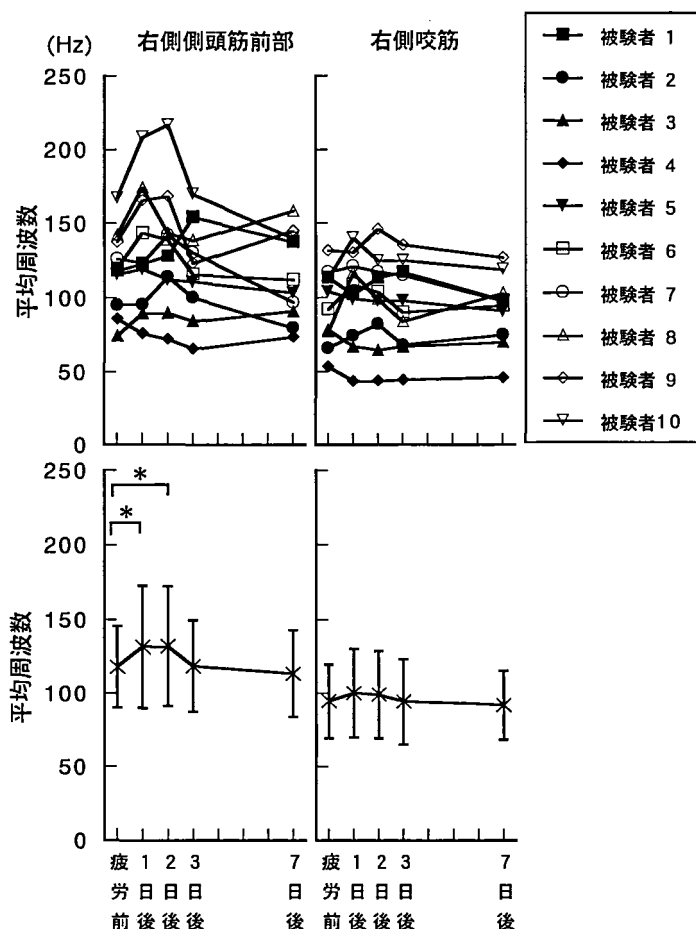 (Hz)
右側側頭筋前部
右側咬筋
250
200
150
100
50
0
平均周波数
被験者 1
被験者 2
被験者 3
被験者 4
被験者 5
被験者 6
被験者 7
被験者 8
被験者 9
被験者10
250
200
150
100
50
0
平均周波数
*
*
疲労前
1日後
2日後
3日後
7日後
疲労前
1日後
2日後
3日後
7日後